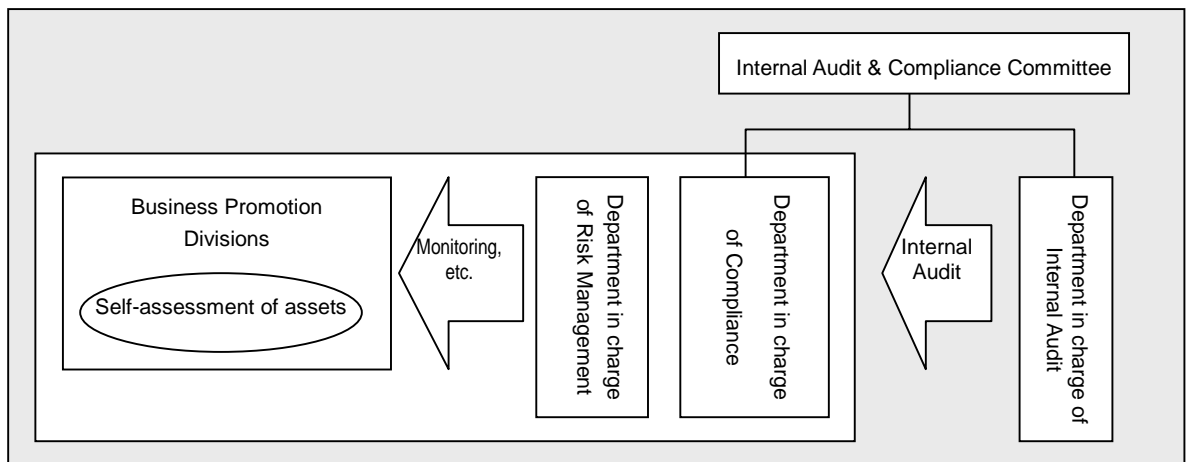 Internal Audit & Compliance Committee
Business Promotion
Divisions
Self-assessment of assets
Monitoring,
etc.
Department in charge
of Risk Management
Department in charge
of Compliance
Internal
Audit
Department in charge of
Internal Audit